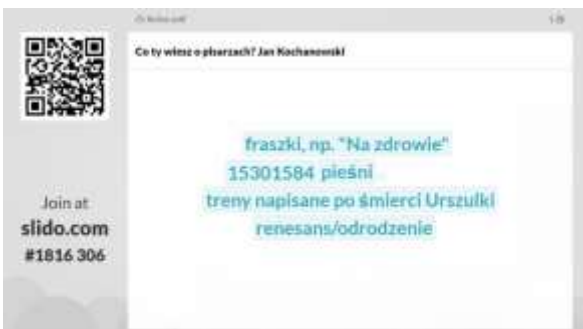 Co ty wiesz o pisarzach? Jan Kochanowski
fraszki, np. "Na zdrowie"
15301584 pieśni
treny napisane po śmierci Urszulki
renesans/odrodzenie
Join at
slido.com
#1816 306